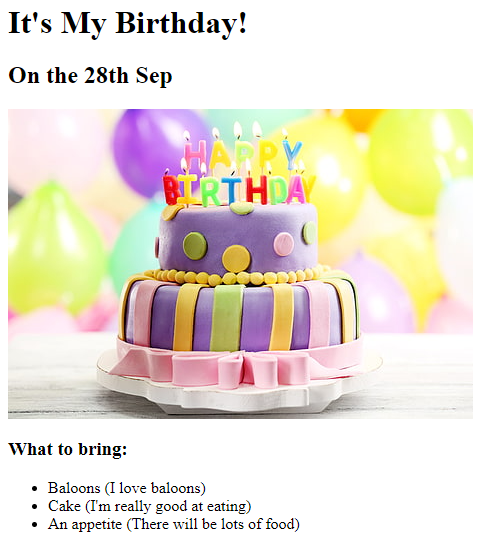 It's My Birthday!
On the 28th Sep
HAPPY
BIRTHDAY
What to bring:
Baloons (I love baloons)
Cake (I'm really good at eating)
An appetite (There will be lots of food)